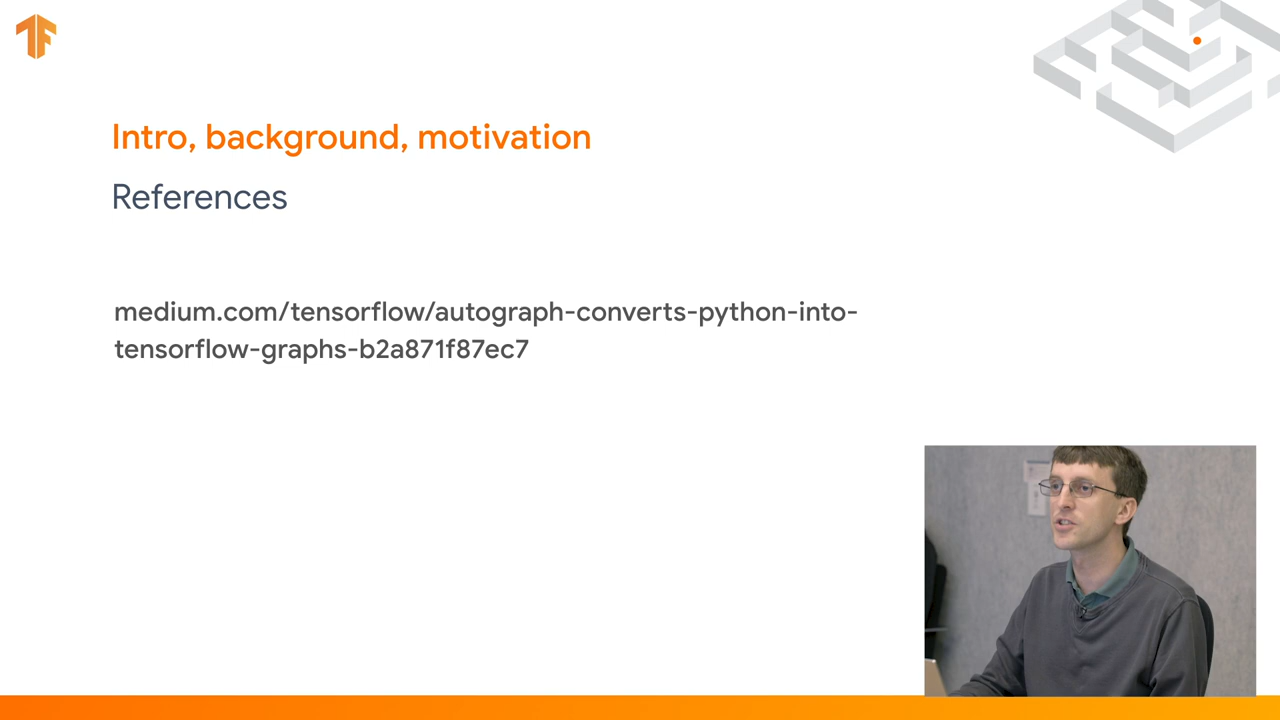 Intro, background, motivation
References
medium.com/tensorflow/autograph-converts-python-into-
tensorflow-graphs-b2a871f87ec7